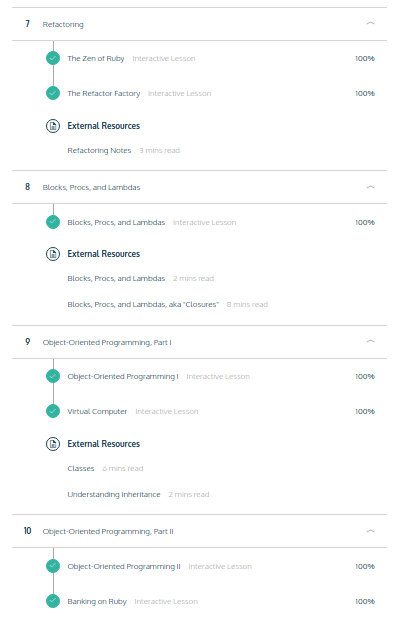 7 Refactoring
The Zen of Ruby Interactive Lesson 100%
The Refactor Factory Interactive Lesson 100%
External Resources
Refactoring Notes 3 mins read
8 Blocks, Procs, and Lambdas
Blocks, Procs, and Lambdas Interactive Lesson 100%
External Resources
Blocks, Procs, and Lambdas 2 mins read
Blocks, Procs, and Lambdas, aka "Closures" 8 mins read
9 Object-Oriented Programming, Part I
Object-Oriented Programming I Interactive Lesson 100%
Virtual Computer Interactive Lesson 100%
External Resources
Classes 6 mins read
Understanding Inheritance 2 mins read
10 Object-Oriented Programming, Part II
Object-Oriented Programming II Interactive Lesson 100%
Banking on Ruby Interactive Lesson 100%